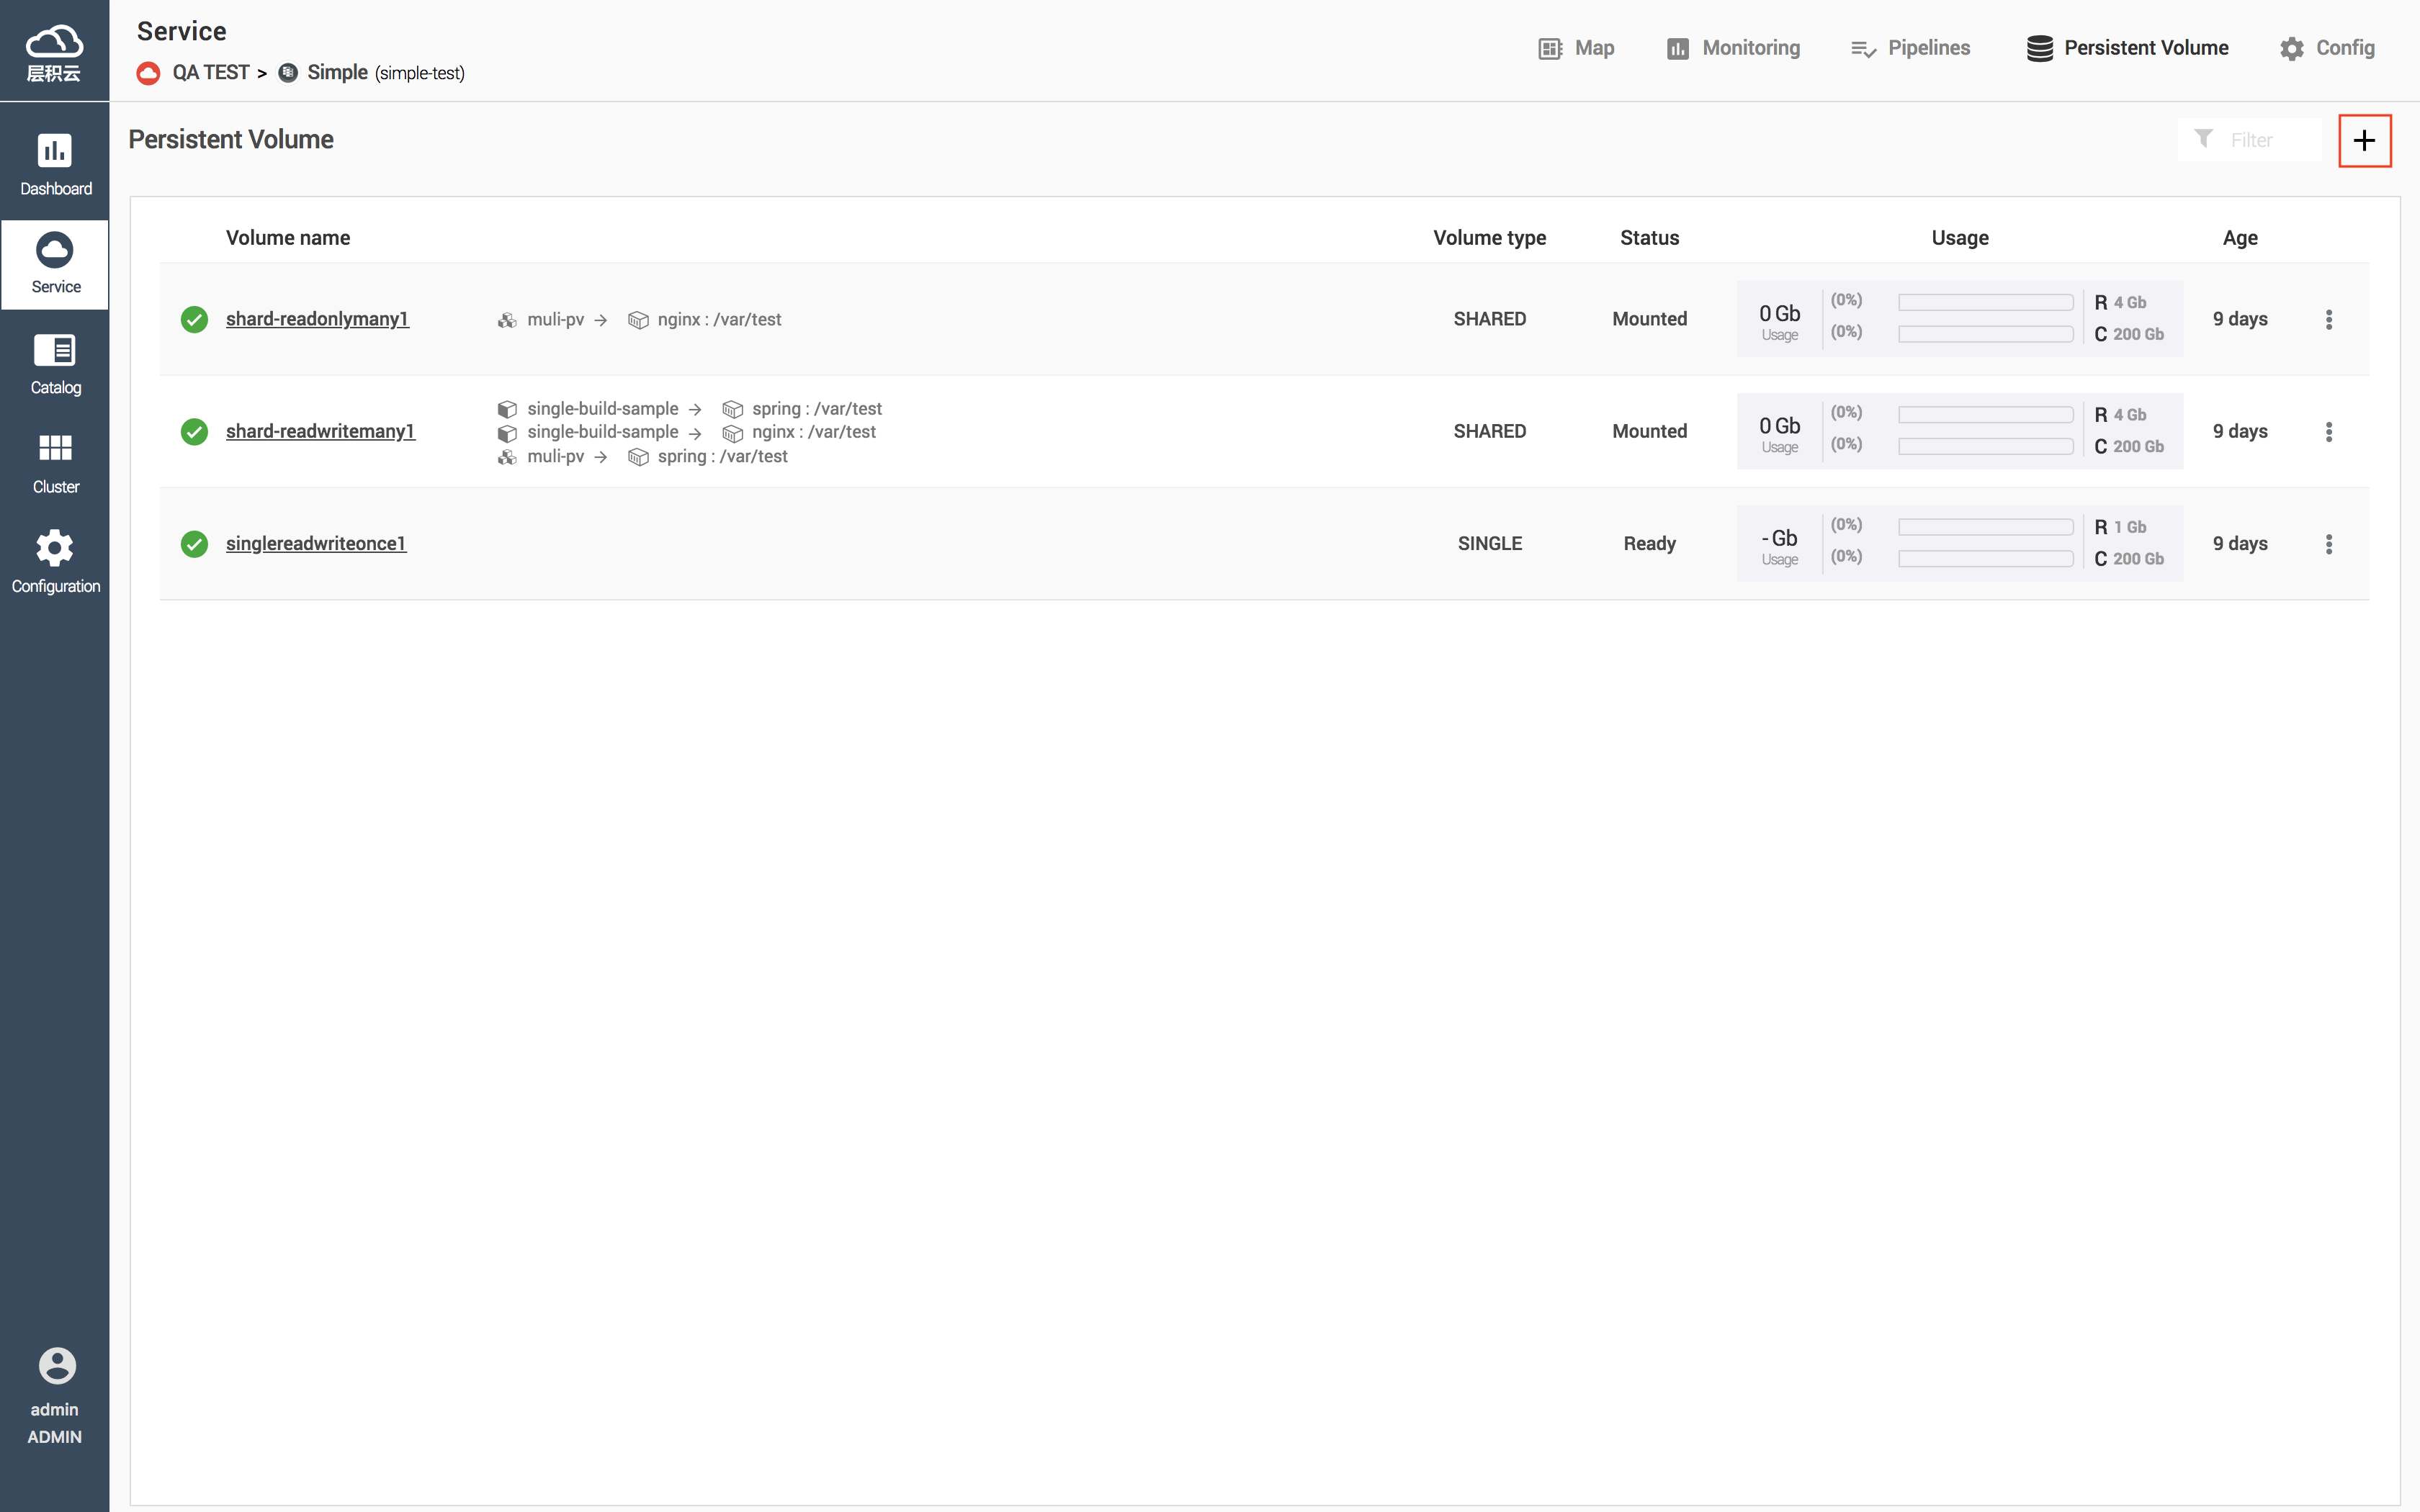 层积云
Service
QA TEST > Simple (simple-test)
Map
Monitoring
Pipelines
Persistent Volume
Config
Dashboard
Service
Catalog
Cluster
Configuration
admin
ADMIN
Persistent Volume
Filter
Volume name Volume type Status Usage Age
shard-readonlymany1
muli-pv → nginx : /var/test
SHARED
Mounted
0 Gb
Usage
(0%)
(0%)
R 4 Gb
C 200 Gb
9 days
shard-readwritemany1
single-build-sample → spring : /var/test
single-build-sample → nginx : /var/test
muli-pv → spring : /var/test
SHARED
Mounted
0 Gb
Usage
(0%)
(0%)
R 4 Gb
C 200 Gb
9 days
singlereadwriteonce1
SINGLE
Ready
- Gb
Usage
(0%)
(0%)
R 1 Gb
C 200 Gb
9 days